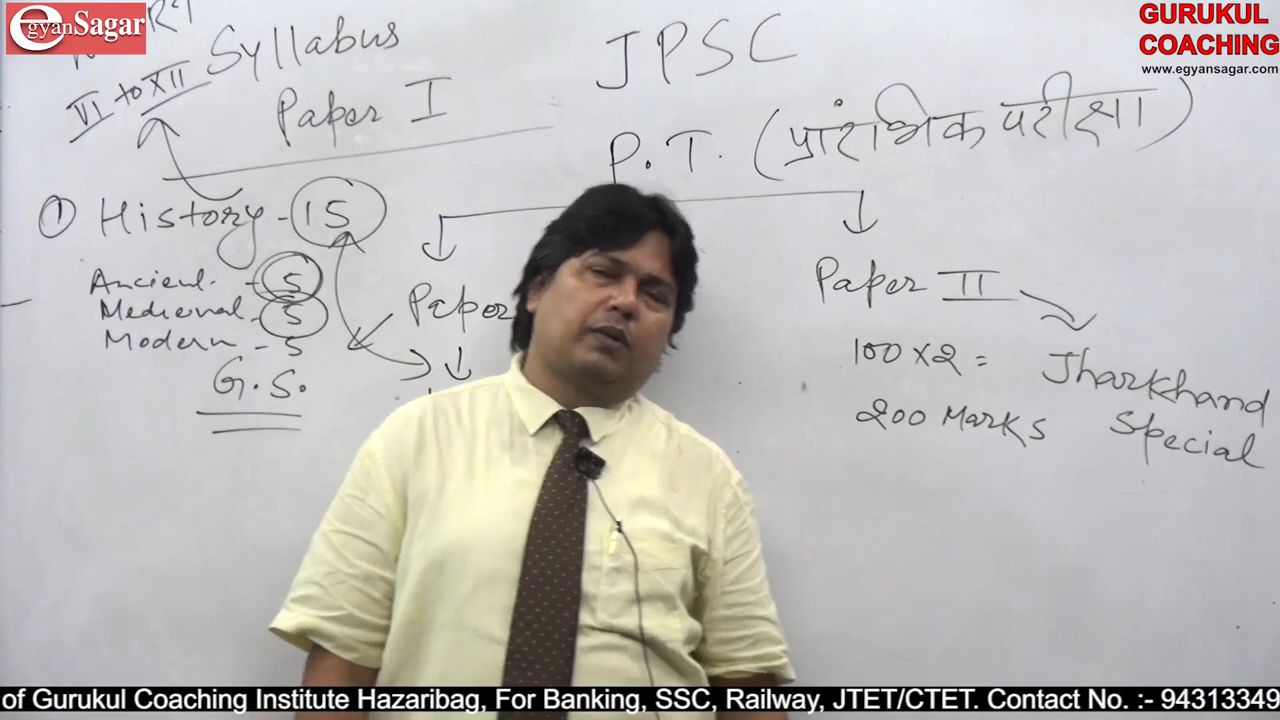 egyanSagar
GURUKUL
COACHING
www.egyansagar.com
VI to XII Syllabus
Paper I
JPSC
P.T. (प्रारंभिक परीक्षा)
① History - 15
Ancient - 5
Medieval - 5
Modern - 5
G.S.
Paper
Paper II
100 x 2 =
200 Marks
Jharkhand
Special
of Gurukul Coaching Institute Hazaribag, For Banking, SSC, Railway, JTET/CTET. Contact No. :- 94313349